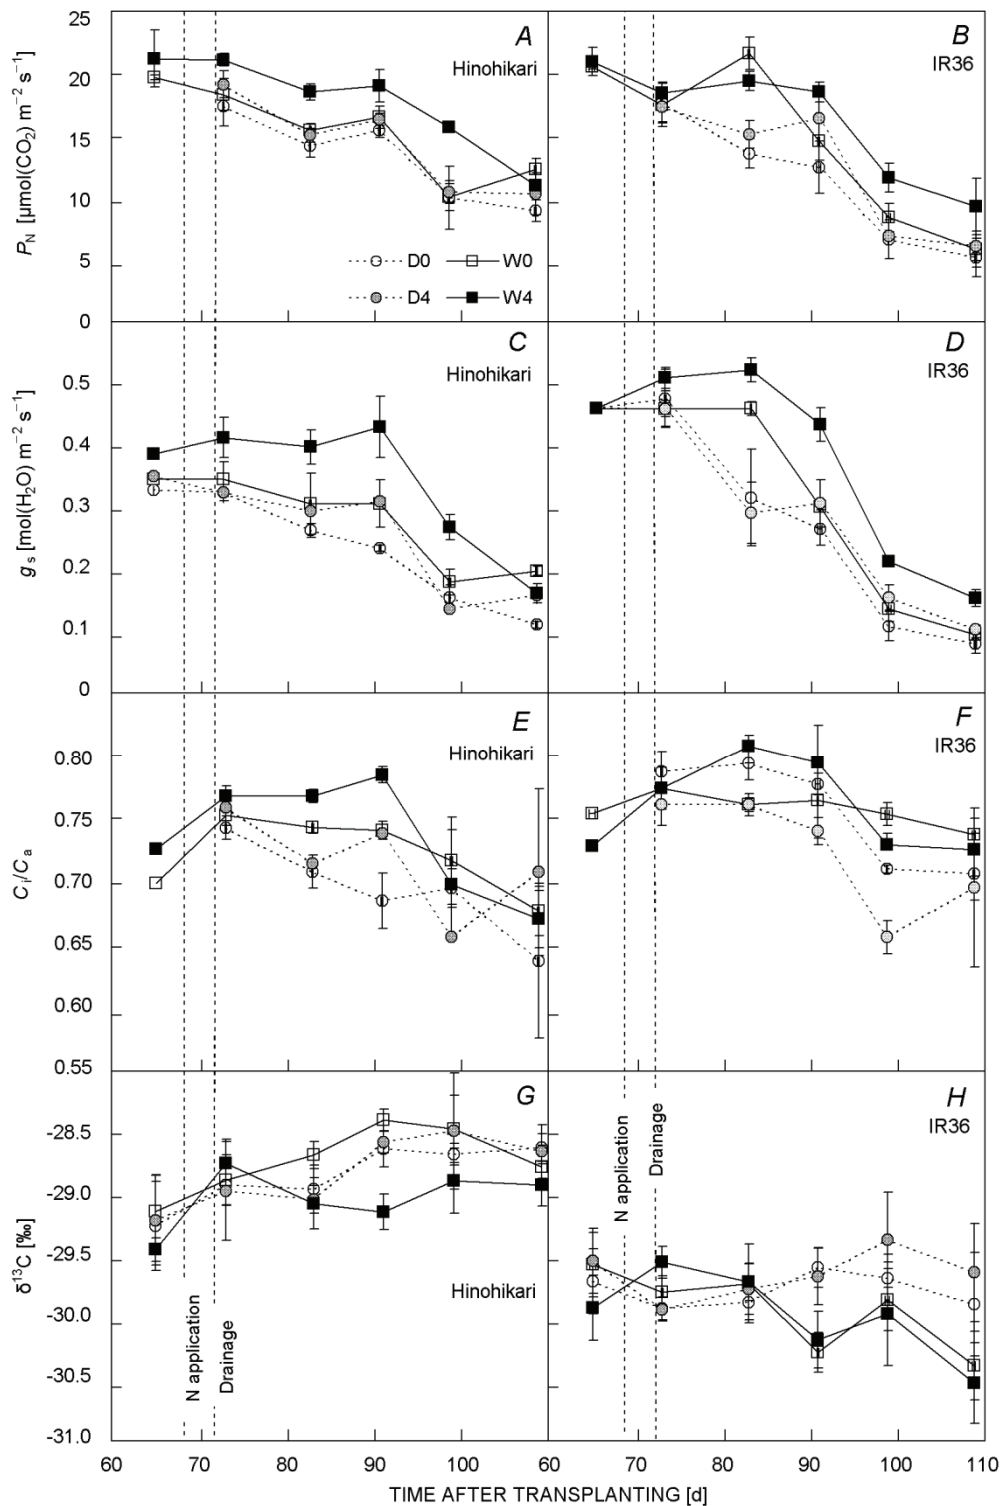 25
20
15
10
5
0
P_N [µmol(CO₂) m⁻² s⁻¹]
A
Hinohikari
B
IR36
D0 W0
D4 W4
0.5
0.4
0.3
0.2
0.1
0
g_s [mol(H₂O) m⁻² s⁻¹]
C
Hinohikari
D
IR36
0.80
0.75
0.70
0.65
0.60
0.55
C_i/C_a
E
Hinohikari
F
IR36
-28.5
-29.0
-29.5
-30.0
-30.5
-31.0
δ¹³C [‰]
G
Hinohikari
N application
Drainage
H
IR36
N application
Drainage
60 70 80 90 100 60 70 80 90 100 110
TIME AFTER TRANSPLANTING [d]